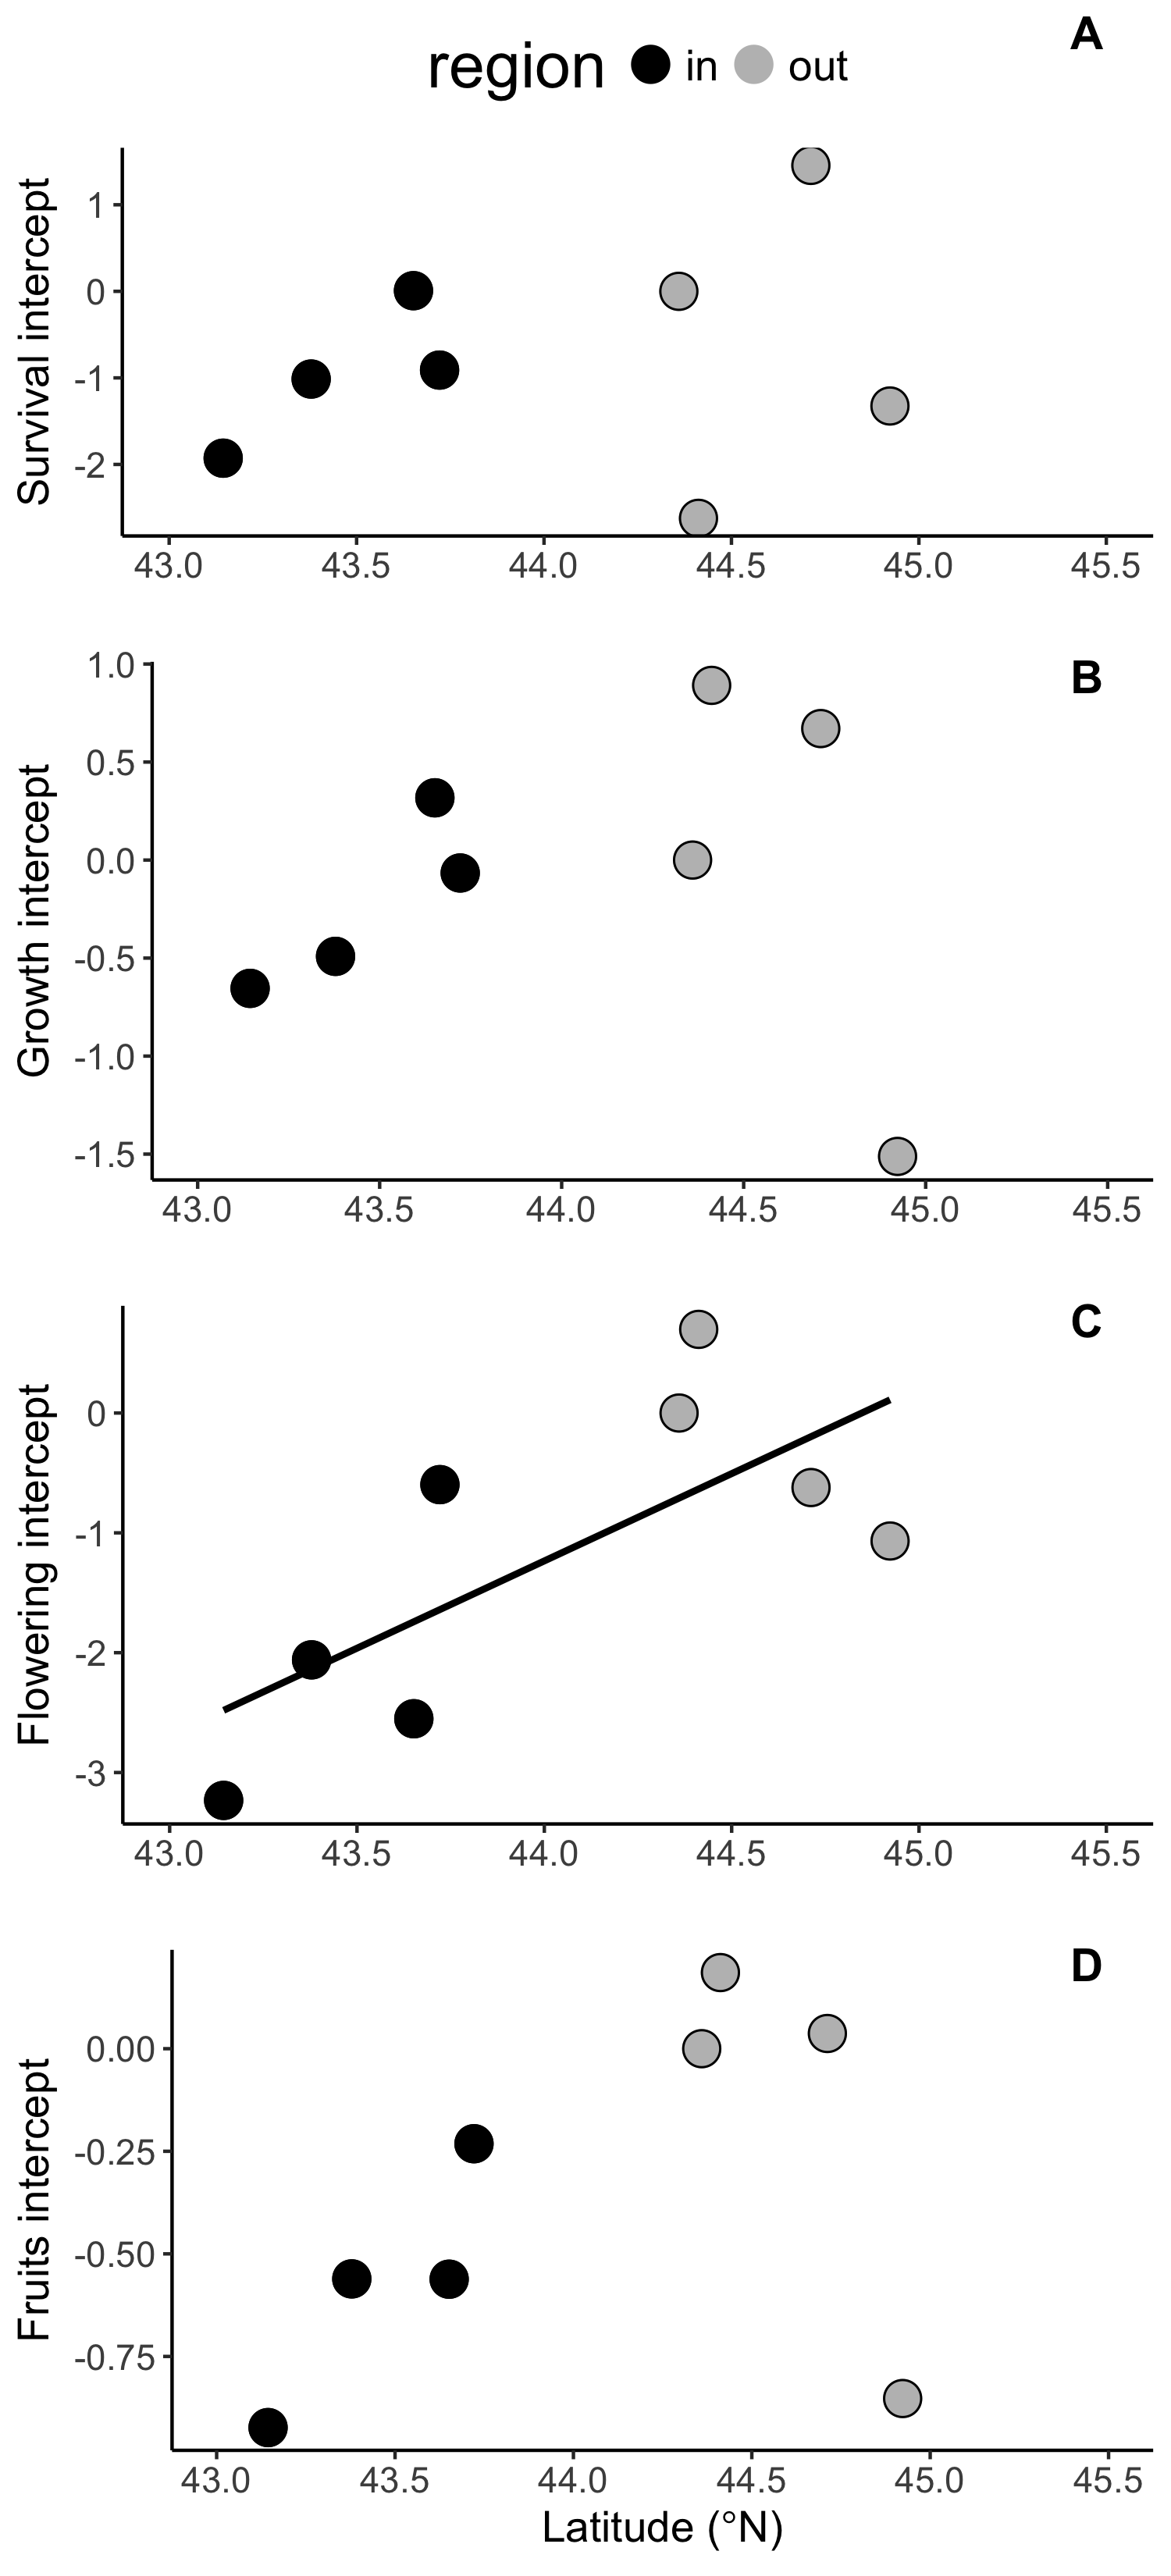 A
region in out
Survival intercept
1
0
-1
-2
43.0 43.5 44.0 44.5 45.0 45.5
B
Growth intercept
1.0
0.5
0.0
-0.5
-1.0
-1.5
43.0 43.5 44.0 44.5 45.0 45.5
C
Flowering intercept
0
-1
-2
-3
43.0 43.5 44.0 44.5 45.0 45.5
D
Fruits intercept
0.00
-0.25
-0.50
-0.75
43.0 43.5 44.0 44.5 45.0 45.5
Latitude (°N)